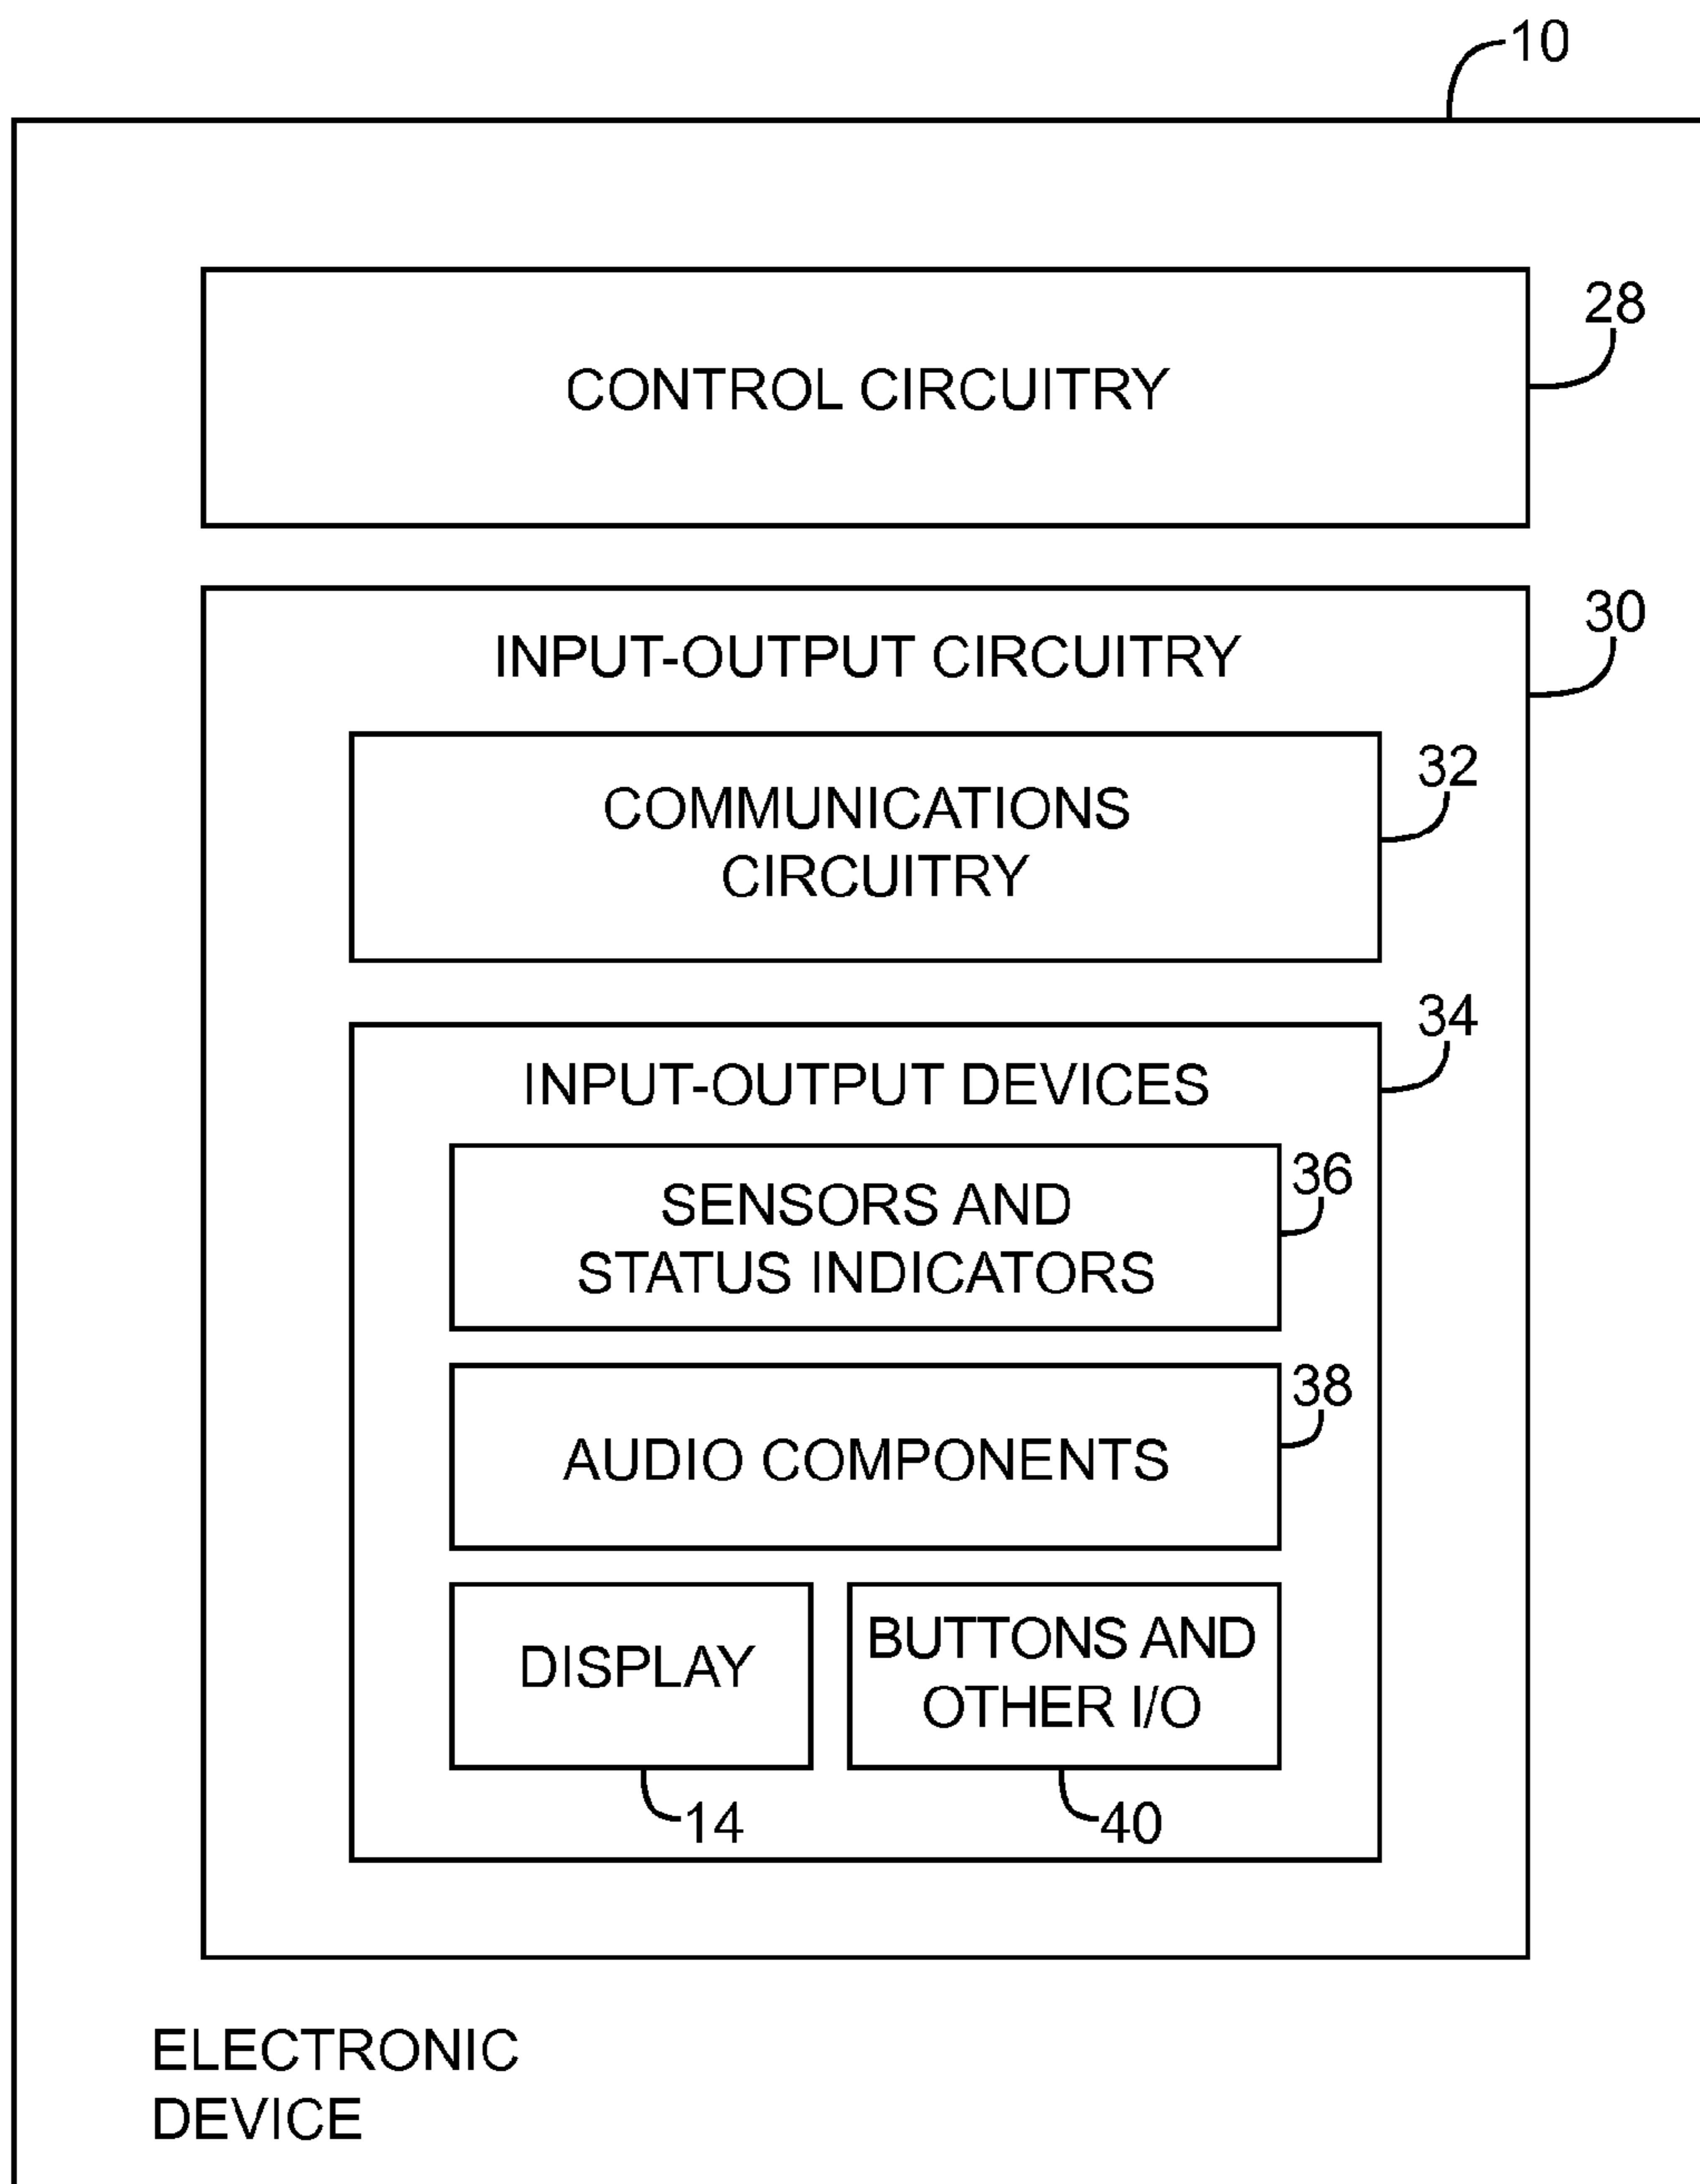 10
28
CONTROL CIRCUITRY
30
INPUT-OUTPUT CIRCUITRY
32
COMMUNICATIONS
CIRCUITRY
34
INPUT-OUTPUT DEVICES
36
SENSORS AND
STATUS INDICATORS
38
AUDIO COMPONENTS
DISPLAY
BUTTONS AND
OTHER I/O
14
40
ELECTRONIC
DEVICE